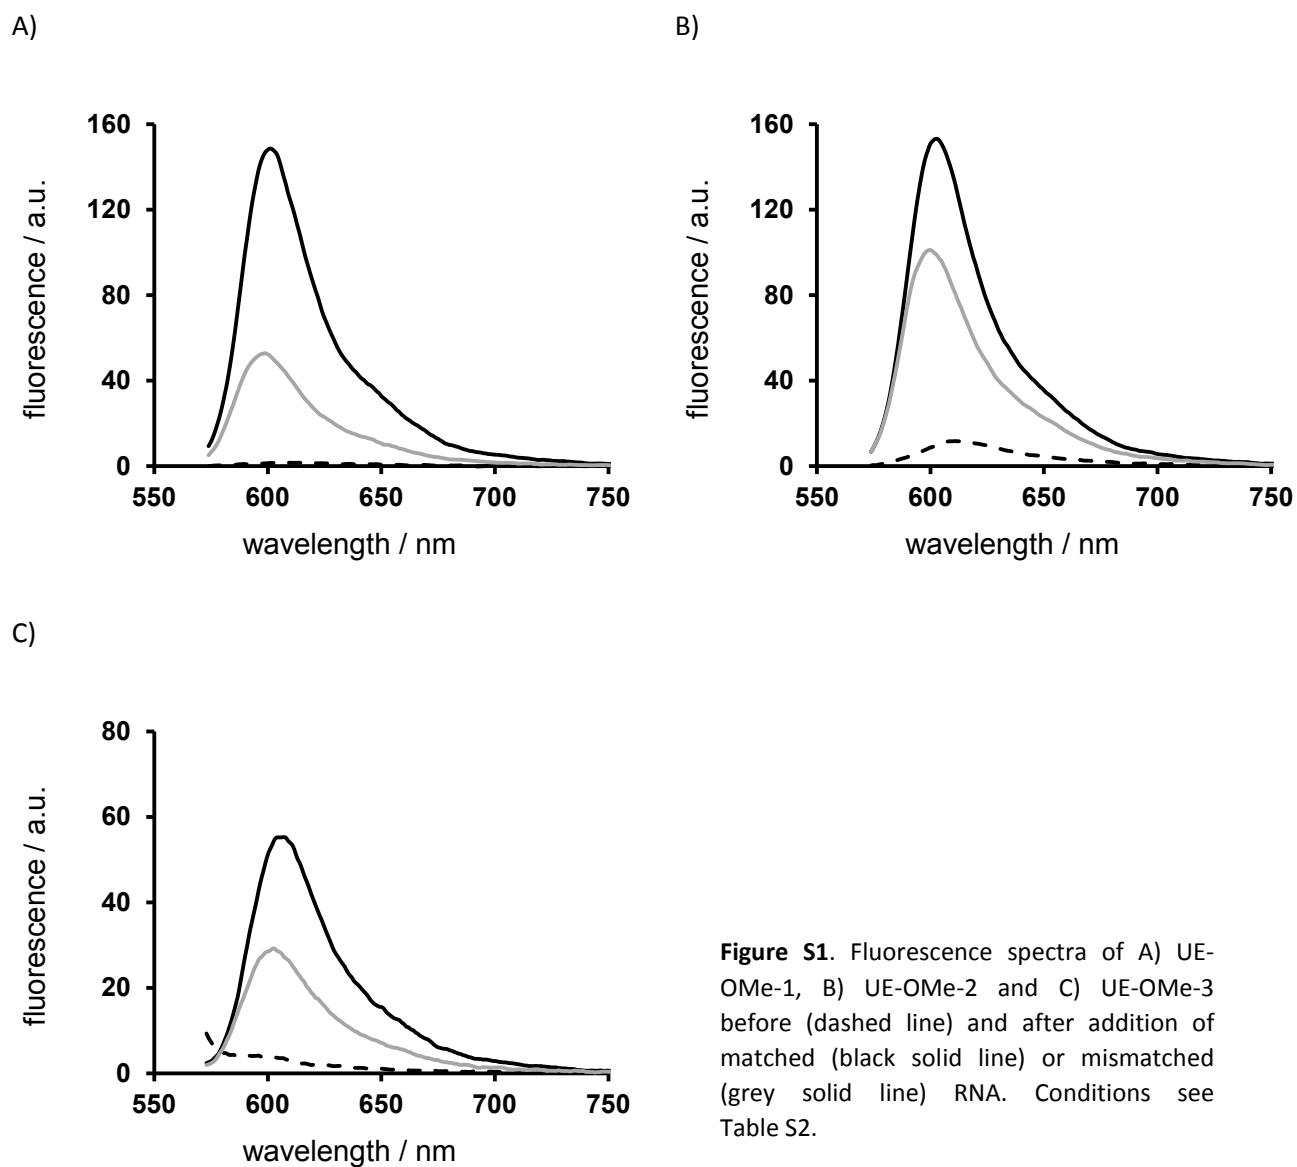 A)
B)
160
120
80
40
0
550 600 650 700 750
fluorescence / a.u.
wavelength / nm
160
120
80
40
0
550 600 650 700 750
fluorescence / a.u.
wavelength / nm
C)
80
60
40
20
0
550 600 650 700 750
fluorescence / a.u.
wavelength / nm
Figure S1. Fluorescence spectra of A) UE-
OMe-1, B) UE-OMe-2 and C) UE-OMe-3
before (dashed line) and after addition of
matched (black solid line) or mismatched
(grey solid line) RNA. Conditions see
Table S2.